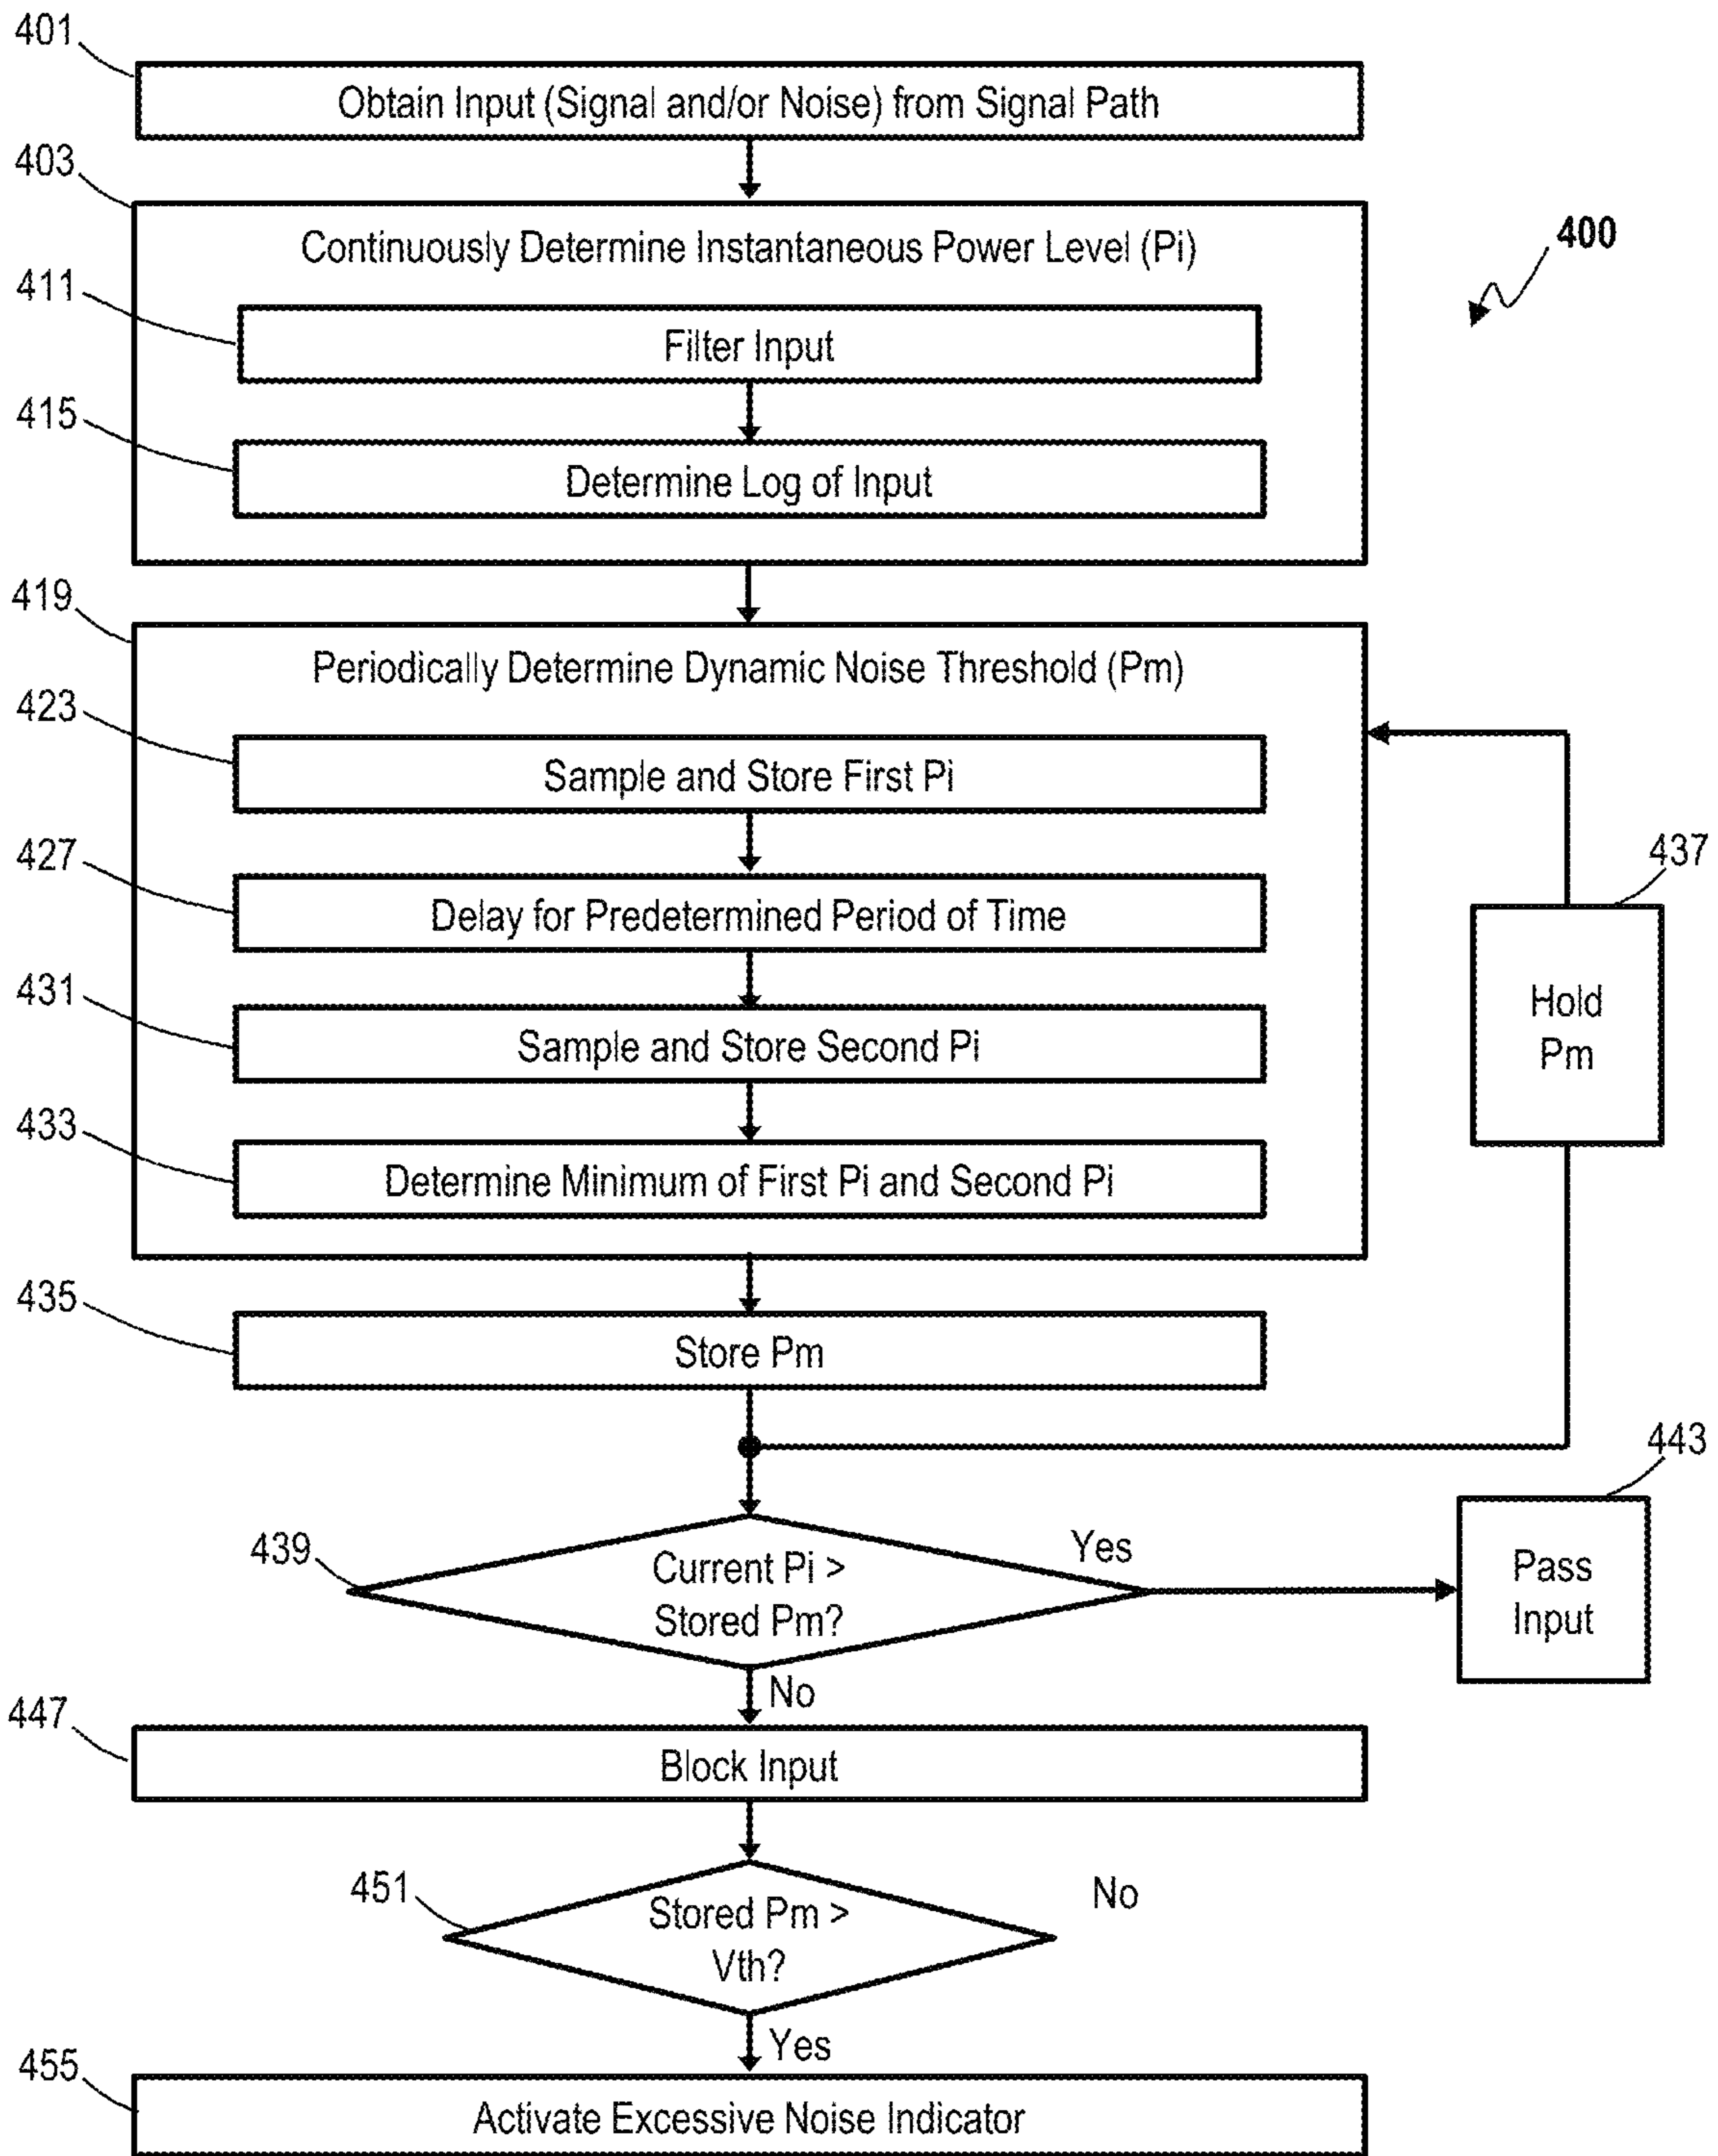 401
Obtain Input (Signal and/or Noise) from Signal Path
403
Continuously Determine Instantaneous Power Level (Pi)
400
411
Filter Input
415
Determine Log of Input
419
Periodically Determine Dynamic Noise Threshold (Pm)
423
Sample and Store First Pi
427
Delay for Predetermined Period of Time
437
Hold
Pm
431
Sample and Store Second Pi
433
Determine Minimum of First Pi and Second Pi
435
Store Pm
443
Pass
Input
439
Current Pi >
Stored Pm?
Yes
No
447
Block Input
451
Stored Pm >
Vth?
No
Yes
455
Activate Excessive Noise Indicator